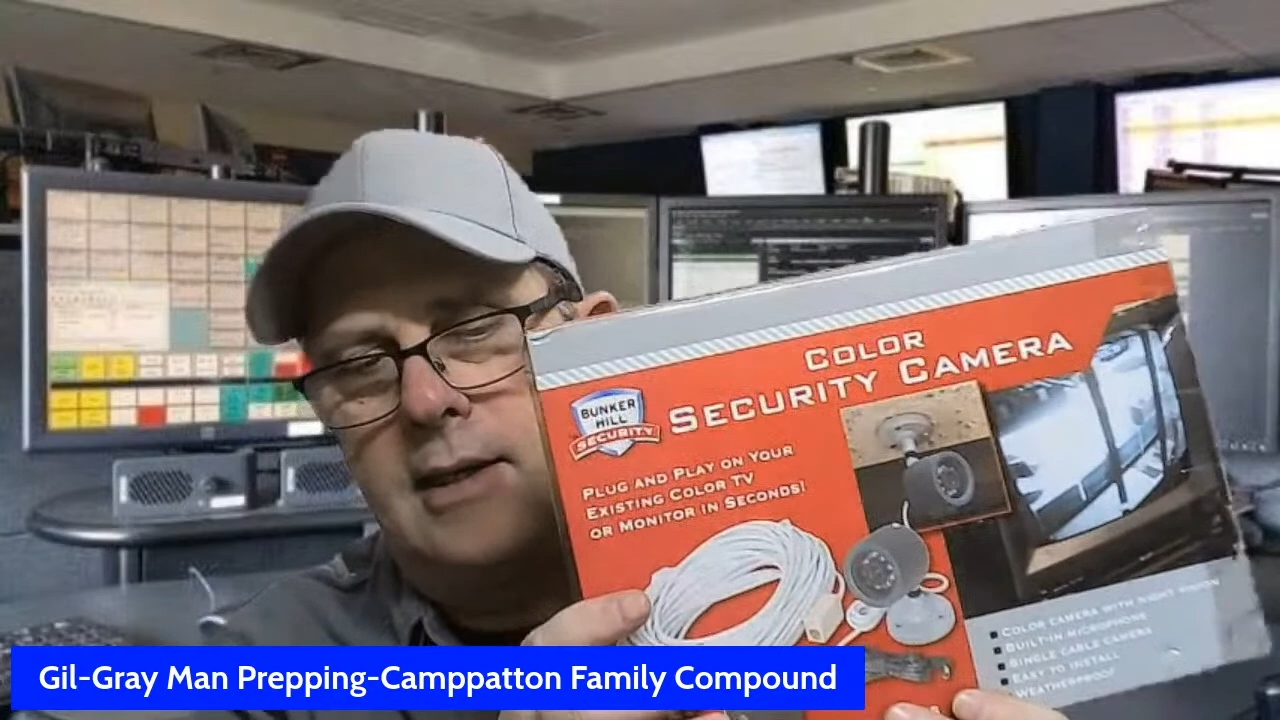 COLOR
SECURITY CAMERA
BUNKER
HILL
SECURITY
PLUG AND PLAY ON YOUR
EXISTING COLOR TV
OR MONITOR IN SECONDS!
COLOR CAMERA WITH NIGHT VISION
BUILT-IN MICROPHONE
SINGLE CABLE CAMERA
EASY TO INSTALL
WEATHERPROOF
Gil-Gray Man Prepping-Camppatton Family Compound